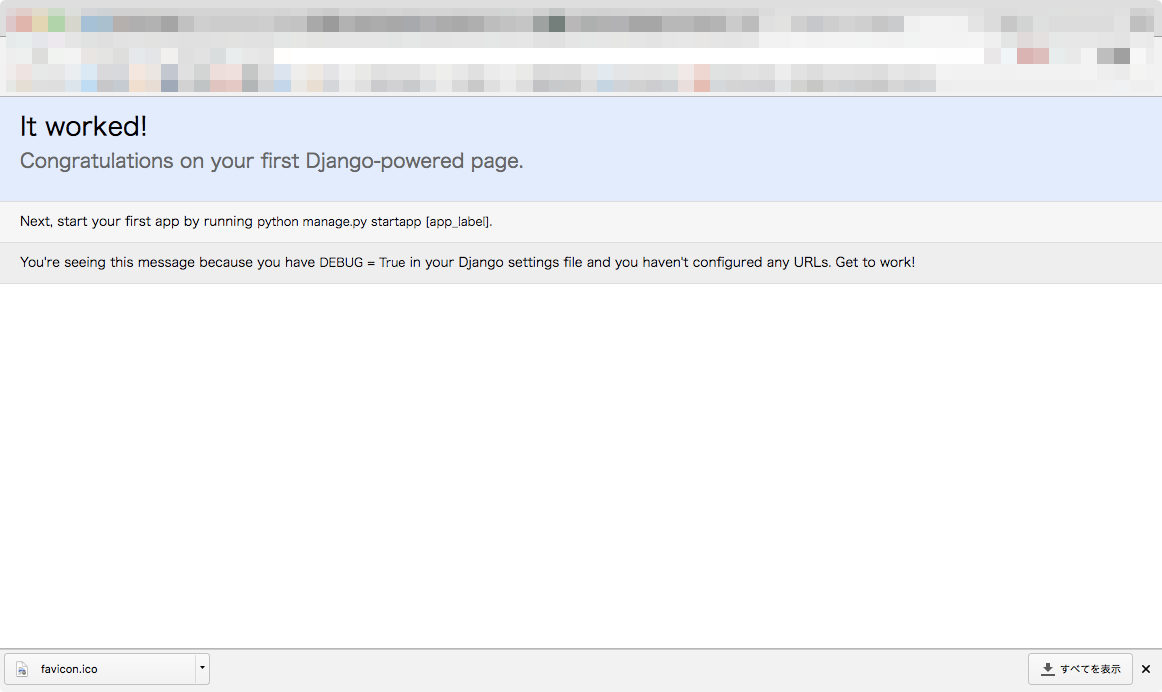 It worked!
Congratulations on your first Django-powered page.
Next, start your first app by running python manage.py startapp [app_label].
You're seeing this message because you have DEBUG = True in your Django settings file and you haven't configured any URLs. Get to work!
favicon.ico
すべてを表示